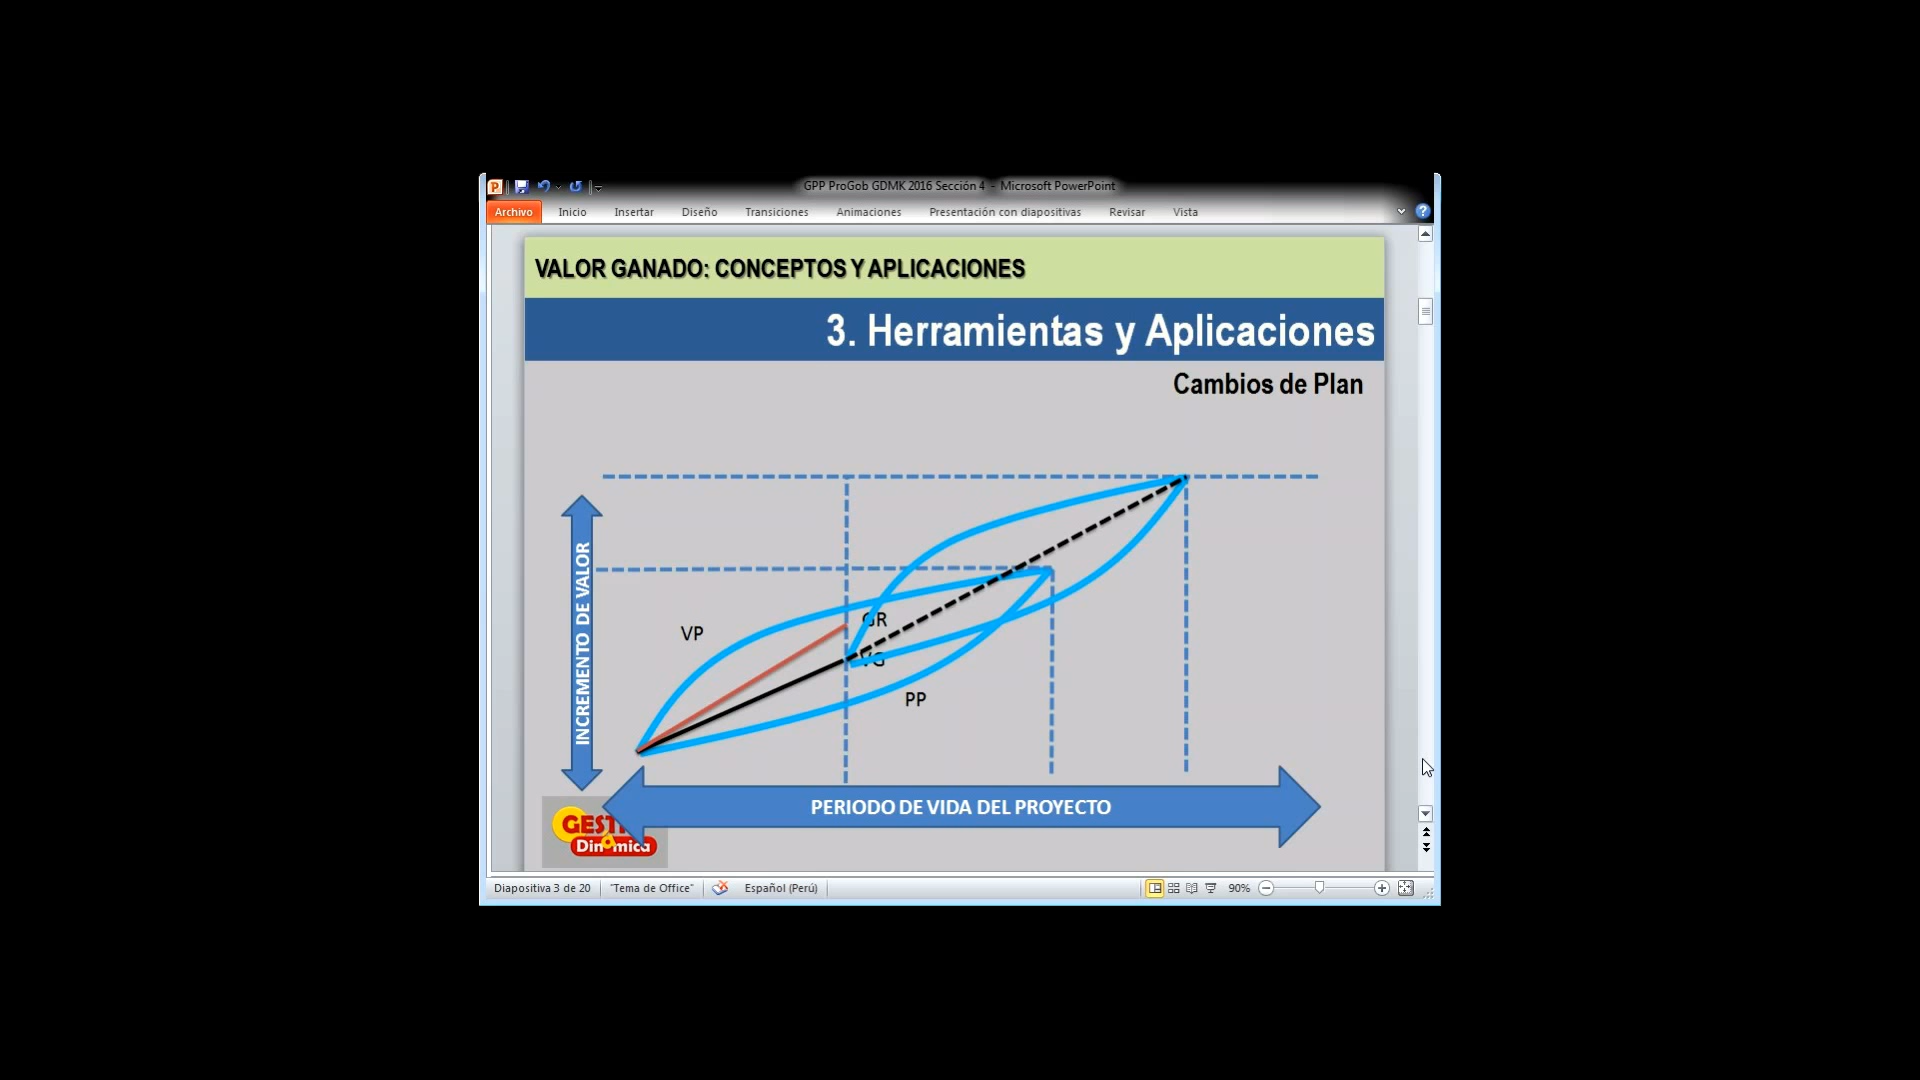 GPP ProGob GDMK 2016 Sección 4 - Microsoft PowerPoint
Archivo Inicio Insertar Diseño Transiciones Animaciones Presentación con diapositivas Revisar Vista
VALOR GANADO: CONCEPTOS Y APLICACIONES
3. Herramientas y Aplicaciones
Cambios de Plan
INCREMENTO DE VALOR
VP
GR
VG
PP
PERIODO DE VIDA DEL PROYECTO
Dinámica
Diapositiva 3 de 20 "Tema de Office" Español (Perú) 90%